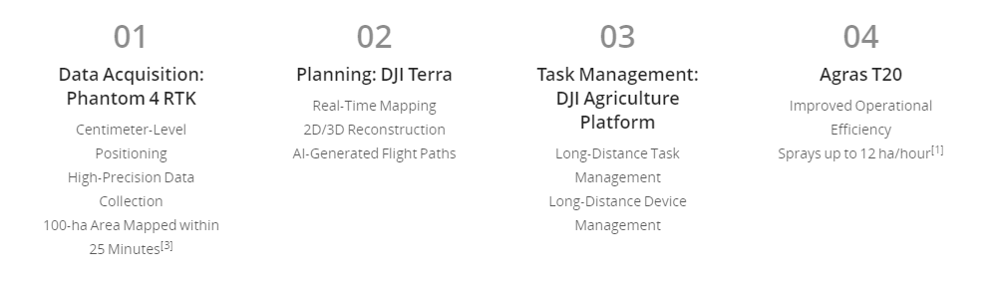 01
Data Acquisition:
Phantom 4 RTK
Centimeter-Level
Positioning
High-Precision Data
Collection
100-ha Area Mapped within
25 Minutes[3]
02
Planning: DJI Terra
Real-Time Mapping
2D/3D Reconstruction
AI-Generated Flight Paths
03
Task Management:
DJI Agriculture
Platform
Long-Distance Task
Management
Long-Distance Device
Management
04
Agras T20
Improved Operational
Efficiency
Sprays up to 12 ha/hour[1]